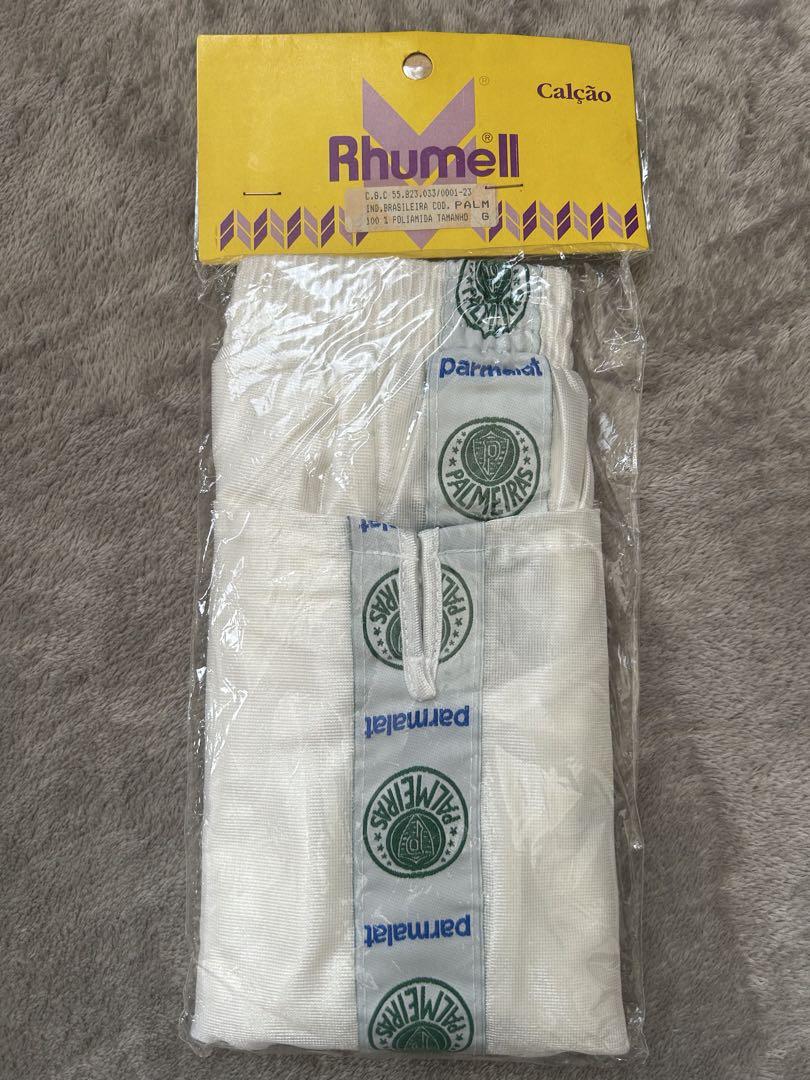 Calção
Rhumell®
C.G.C 55.823.033/0001-23
IND.BRASILEIRA COD. PALM
100 % POLIAMIDA TAMANHO G
PALMEIRAS
parmalat
P
PALMEIRAS
parmalat
PALMEIRAS
parmalat
P
PALMEIRAS
parmalat
PALMEIRAS